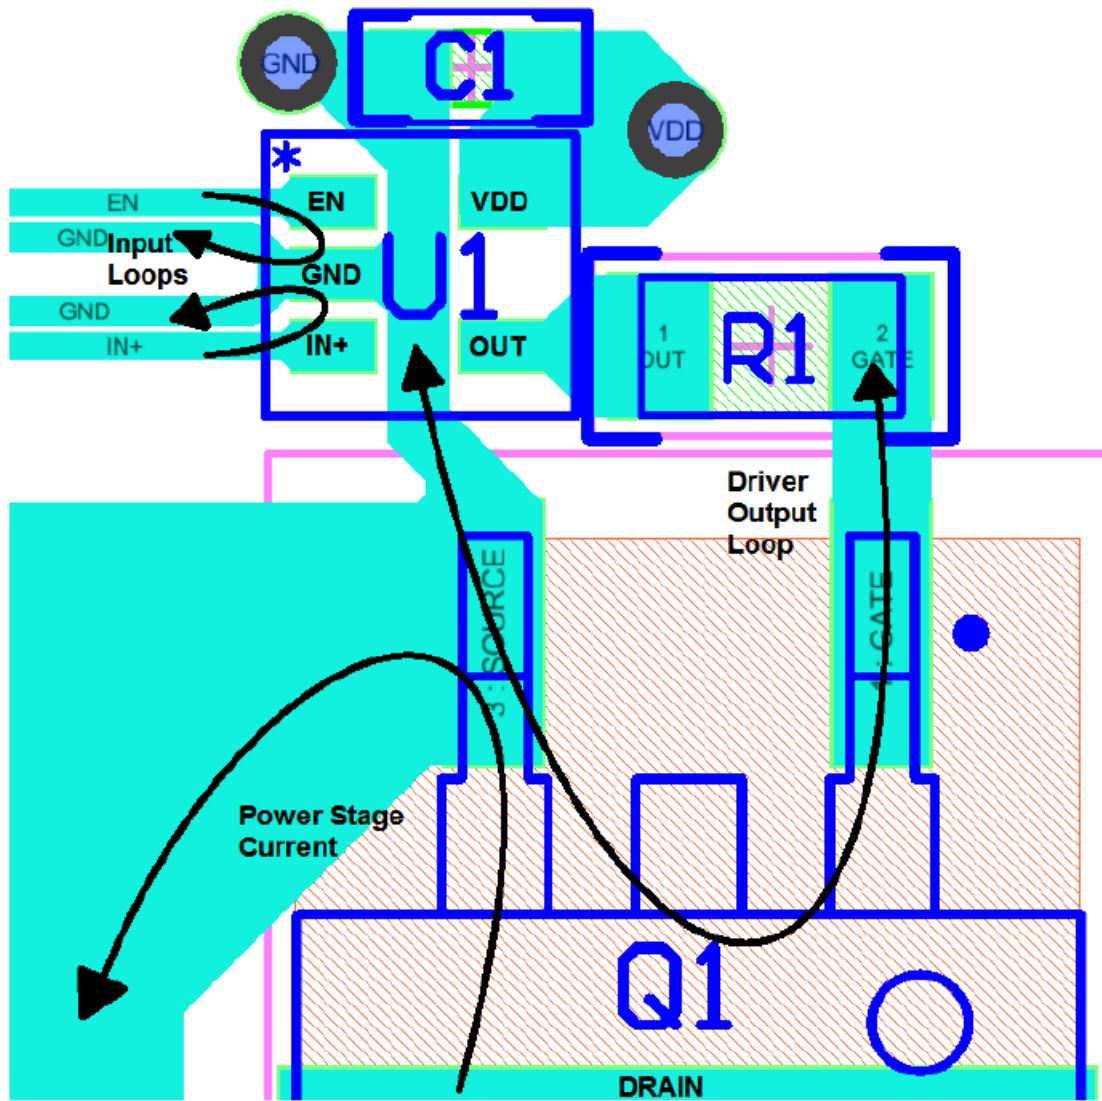 GND
C1
VDD
*
EN
EN
VDD
GND
Input
Loops
GND
U1
GND
IN+
IN+
OUT
1
OUT
R1
2
GATE
Driver
Output
Loop
3 : SOURCE
1 : GATE
Power Stage
Current
Q1
DRAIN